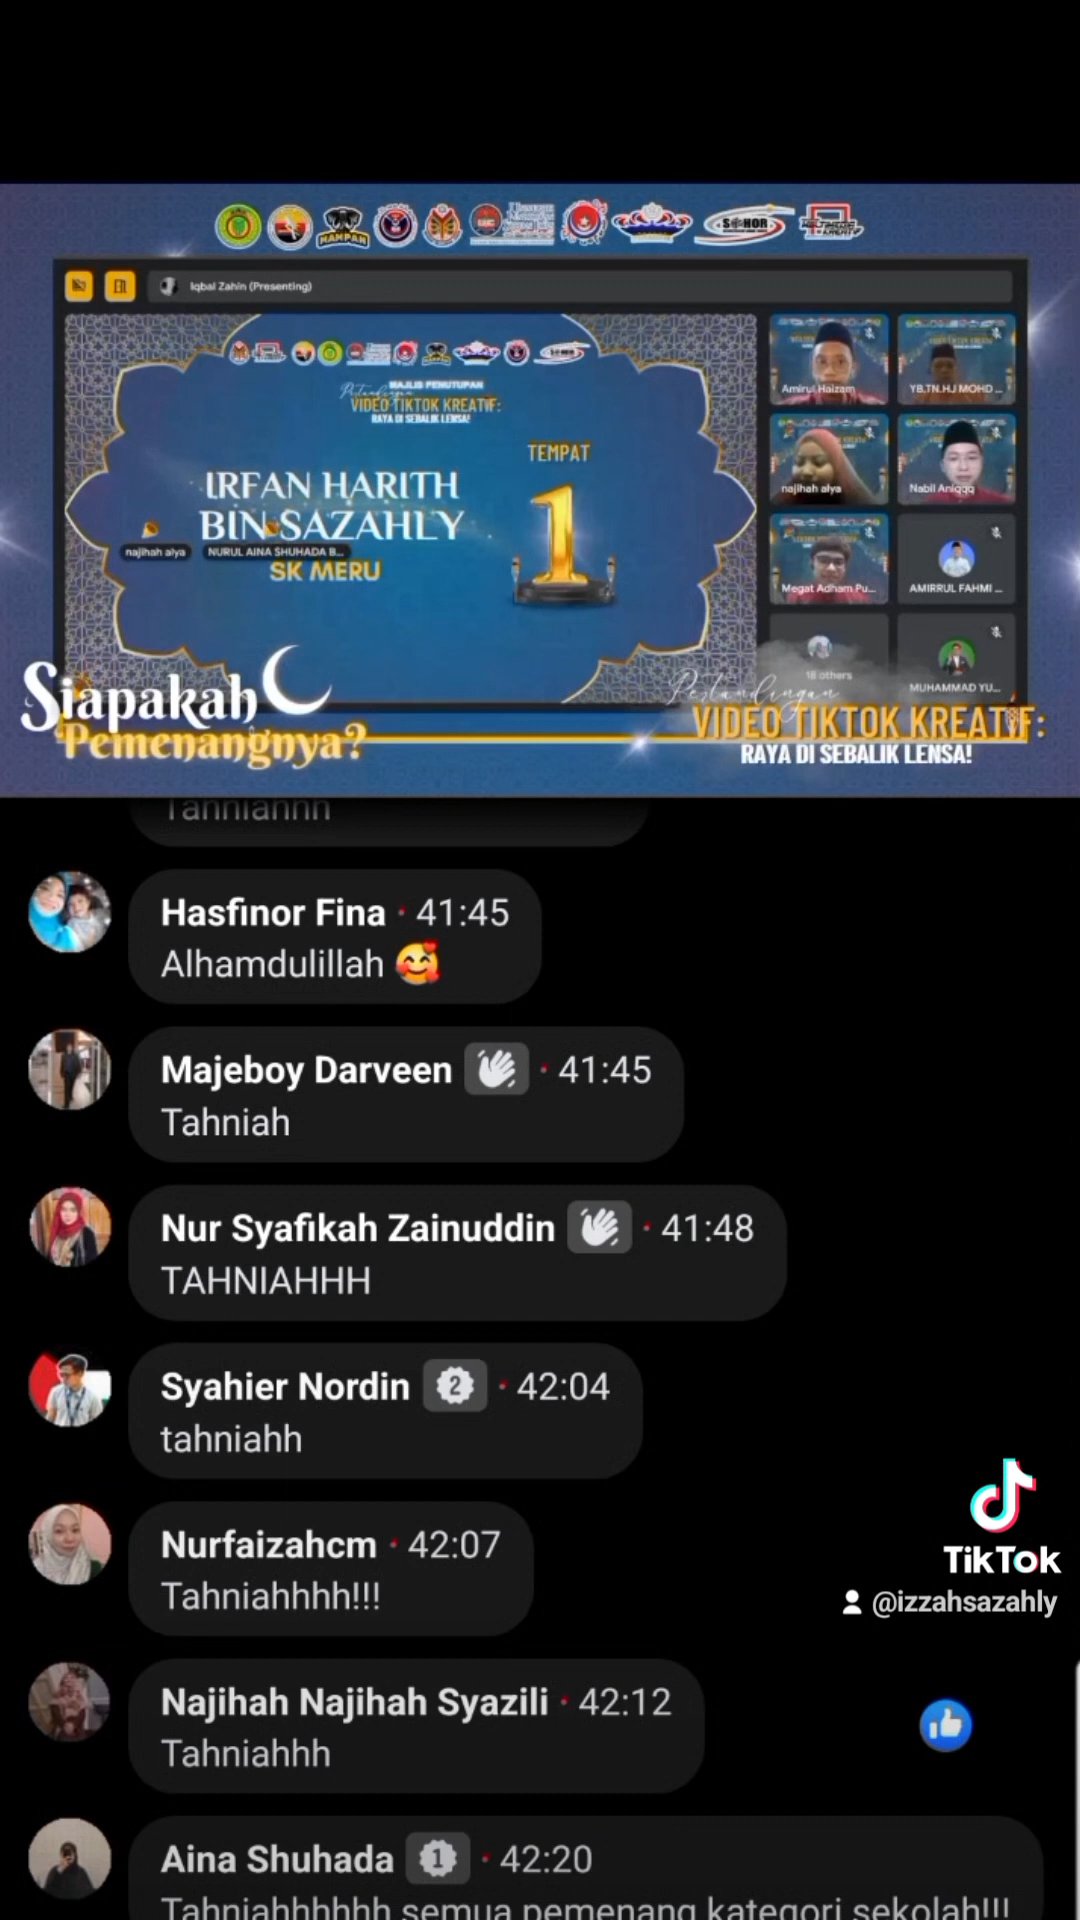 MAMPAN
S HOR
Iqbal Zahin (Presenting)
MAJLIS PENUTUPAN
Pertandingan
VIDEO TIKTOK KREATIF:
RAYA DI SEBALIK LENSA!
TEMPAT
1
IRFAN HARITH
BIN SAZAHLY
najihah alya
NURUL AINA SHUHADA B...
SK MERU
Amirul Haizam
YB.TN.HJ MOHD ...
najihah alya
Nabil Aniqqq
Megat Adham Pu...
AMIRRUL FAHMI ...
18 others
MUHAMMAD YU...
Siapakah
Pemenangnya?
Pertandingan
VIDEO TIKTOK KREATIF:
RAYA DI SEBALIK LENSA!
Tahniahhh
Hasfinor Fina · 41:45
Alhamdulillah 🥰
Majeboy Darveen 👋 · 41:45
Tahniah
Nur Syafikah Zainuddin 👋 · 41:48
TAHNIAHHH
Syahier Nordin 2 · 42:04
tahniahh
Nurfaizahcm · 42:07
Tahniahhhh!!!
TikTok
@izzahsazahly
Najihah Najihah Syazili · 42:12
Tahniahhh
Aina Shuhada 1 · 42:20
Tahniahhhhhh semua pemenang kategori sekolah!!!